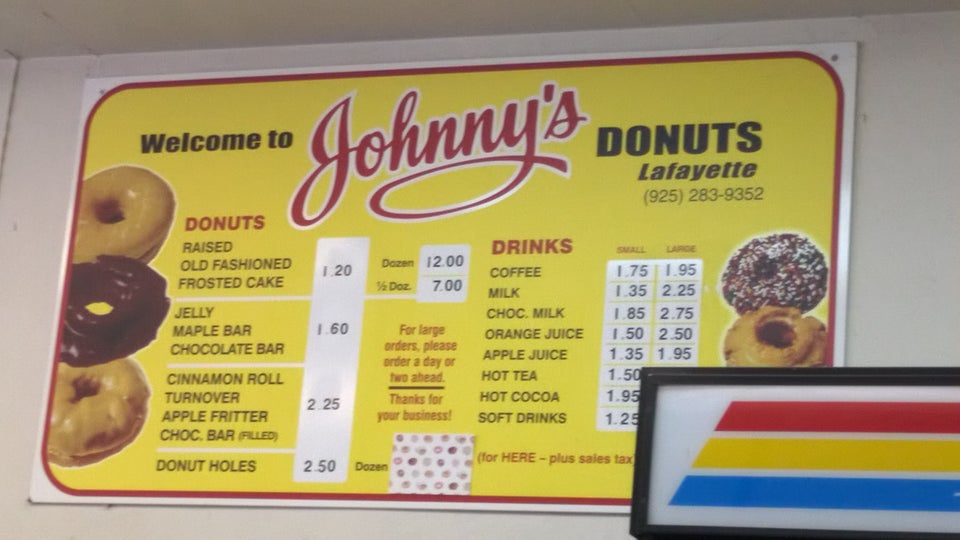 Welcome to Johnny's DONUTS
Lafayette
(925) 283-9352
DONUTS
RAISED
OLD FASHIONED
FROSTED CAKE
1.20
Dozen 12.00
½ Doz. 7.00
JELLY
MAPLE BAR
CHOCOLATE BAR
1.60
CINNAMON ROLL
TURNOVER
APPLE FRITTER
CHOC. BAR (FILLED)
2.25
DONUT HOLES 2.50 Dozen
For large
orders, please
order a day or
two ahead.
Thanks for
your business!
DRINKS SMALL LARGE
COFFEE 1.75 1.95
MILK 1.35 2.25
CHOC. MILK 1.85 2.75
ORANGE JUICE 1.50 2.50
APPLE JUICE 1.35 1.95
HOT TEA 1.50
HOT COCOA 1.95
SOFT DRINKS 1.25
(for HERE – plus sales tax)